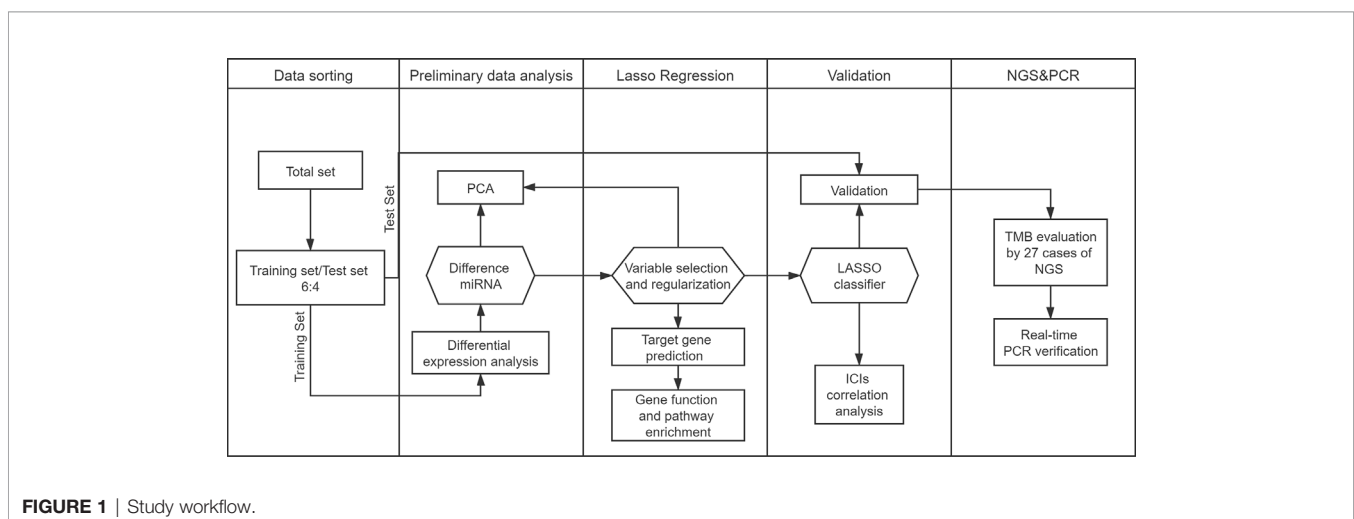 Data sorting
Preliminary data analysis
Lasso Regression
Validation
NGS&PCR
Total set
Training set/Test set
6:4
Test Set
Training Set
PCA
Difference
miRNA
Differential
expression analysis
Variable selection
and regularization
Target gene
prediction
Gene function
and pathway
enrichment
Validation
LASSO
classifier
ICIs
correlation
analysis
TMB evaluation
by 27 cases of
NGS
Real-time
PCR verification
FIGURE 1 | Study workflow.